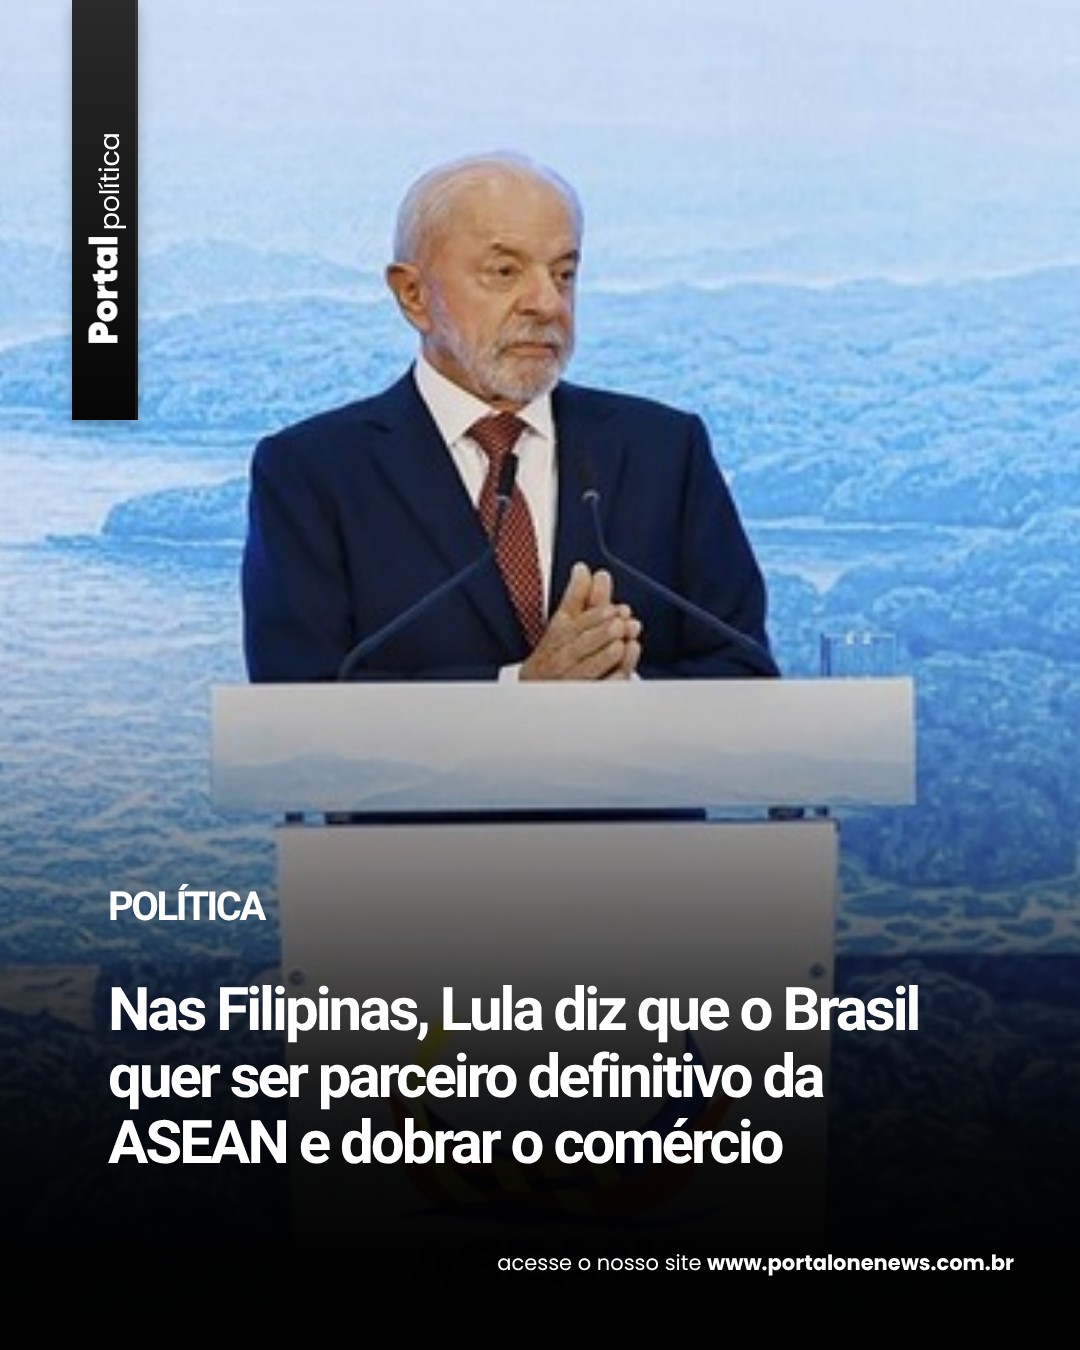 Portal política
POLÍTICA
Nas Filipinas, Lula diz que o Brasil
quer ser parceiro definitivo da
ASEAN e dobrar o comércio
acesse o nosso site www.portalonenews.com.br